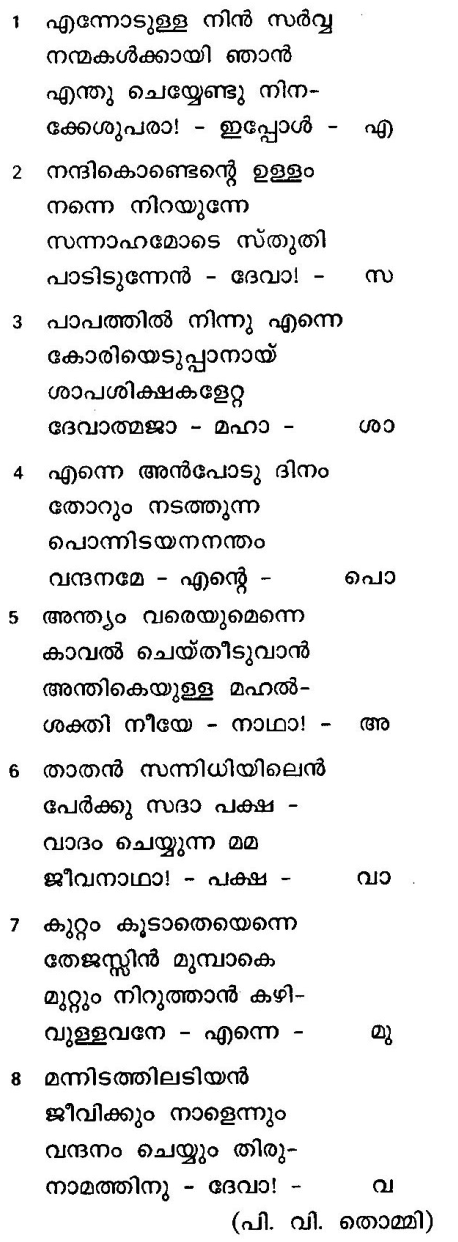 1 എന്നോടുള്ള നിൻ സർവ്വ
നന്മകൾക്കായി ഞാൻ
എന്തു ചെയ്യേണ്ടു നിന-
ക്കേശുപരാ! - ഇപ്പോൾ - എ
2 നന്ദികൊണ്ടെന്റെ ഉള്ളം
നന്നെ നിറയുന്നേ
സന്നാഹമോടെ സ്തുതി
പാടിടുന്നേൻ - ദേവാ! - സ
3 പാപത്തിൽ നിന്നു എന്നെ
കോരിയെടുപ്പാനായ്
ശാപശിക്ഷകളേറ്റ
ദേവാത്മജാ - മഹാ - ശാ
4 എന്നെ അൻപോടു ദിനം
തോറും നടത്തുന്ന
പൊന്നിടയനനന്തം
വന്ദനമേ - എന്റെ - പൊ
5 അന്ത്യം വരെയുമെന്നെ
കാവൽ ചെയ്തീടുവാൻ
അന്തികെയുള്ള മഹൽ-
ശക്തി നീയേ - നാഥാ! - അ
6 താതൻ സന്നിധിയിലെൻ
പേർക്കു സദാ പക്ഷ -
വാദം ചെയ്യുന്ന മമ
ജീവനാഥാ! - പക്ഷ - വാ
7 കുറ്റം കൂടാതെയെന്നെ
തേജസ്സിൻ മുമ്പാകെ
മുറ്റും നിറുത്താൻ കഴി-
വുള്ളവനേ - എന്നെ - മു
8 മന്നിടത്തിലടിയൻ
ജീവിക്കും നാളെന്നും
വന്ദനം ചെയ്യും തിരു-
നാമത്തിനു - ദേവാ! - വ
(പി. വി. തൊമ്മി)